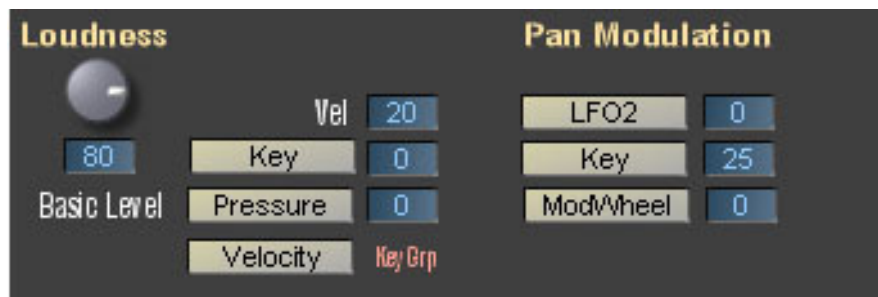 Loudness
Pan Modulation
Vel 20
LFO2 0
80
Key 0
Key 25
Basic Level
Pressure 0
ModWheel 0
Velocity Key Grp